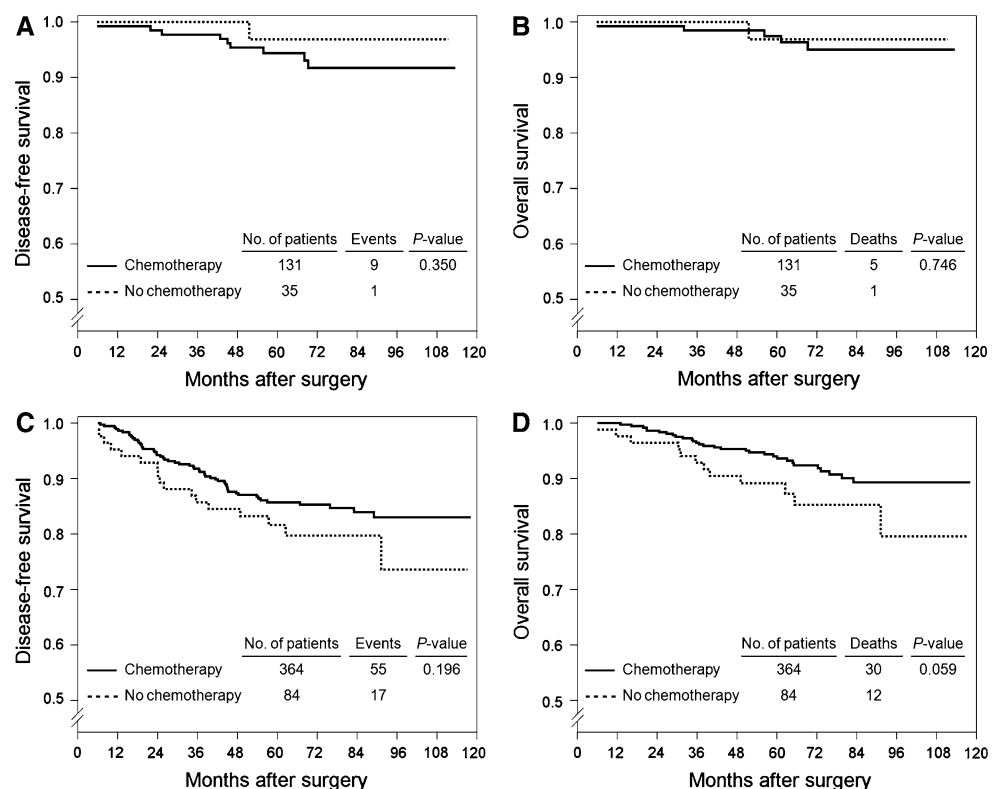 A
Disease-free survival
1.0
0.9
0.8
0.7
0.6
0.5
No. of patients Events P-value
Chemotherapy 131 9 0.350
No chemotherapy 35 1
0 12 24 36 48 60 72 84 96 108 120
Months after surgery
B
Overall survival
1.0
0.9
0.8
0.7
0.6
0.5
No. of patients Deaths P-value
Chemotherapy 131 5 0.746
No chemotherapy 35 1
0 12 24 36 48 60 72 84 96 108 120
Months after surgery
C
Disease-free survival
1.0
0.9
0.8
0.7
0.6
0.5
No. of patients Events P-value
Chemotherapy 364 55 0.196
No chemotherapy 84 17
0 12 24 36 48 60 72 84 96 108 120
Months after surgery
D
Overall survival
1.0
0.9
0.8
0.7
0.6
0.5
No. of patients Deaths P-value
Chemotherapy 364 30 0.059
No chemotherapy 84 12
0 12 24 36 48 60 72 84 96 108 120
Months after surgery